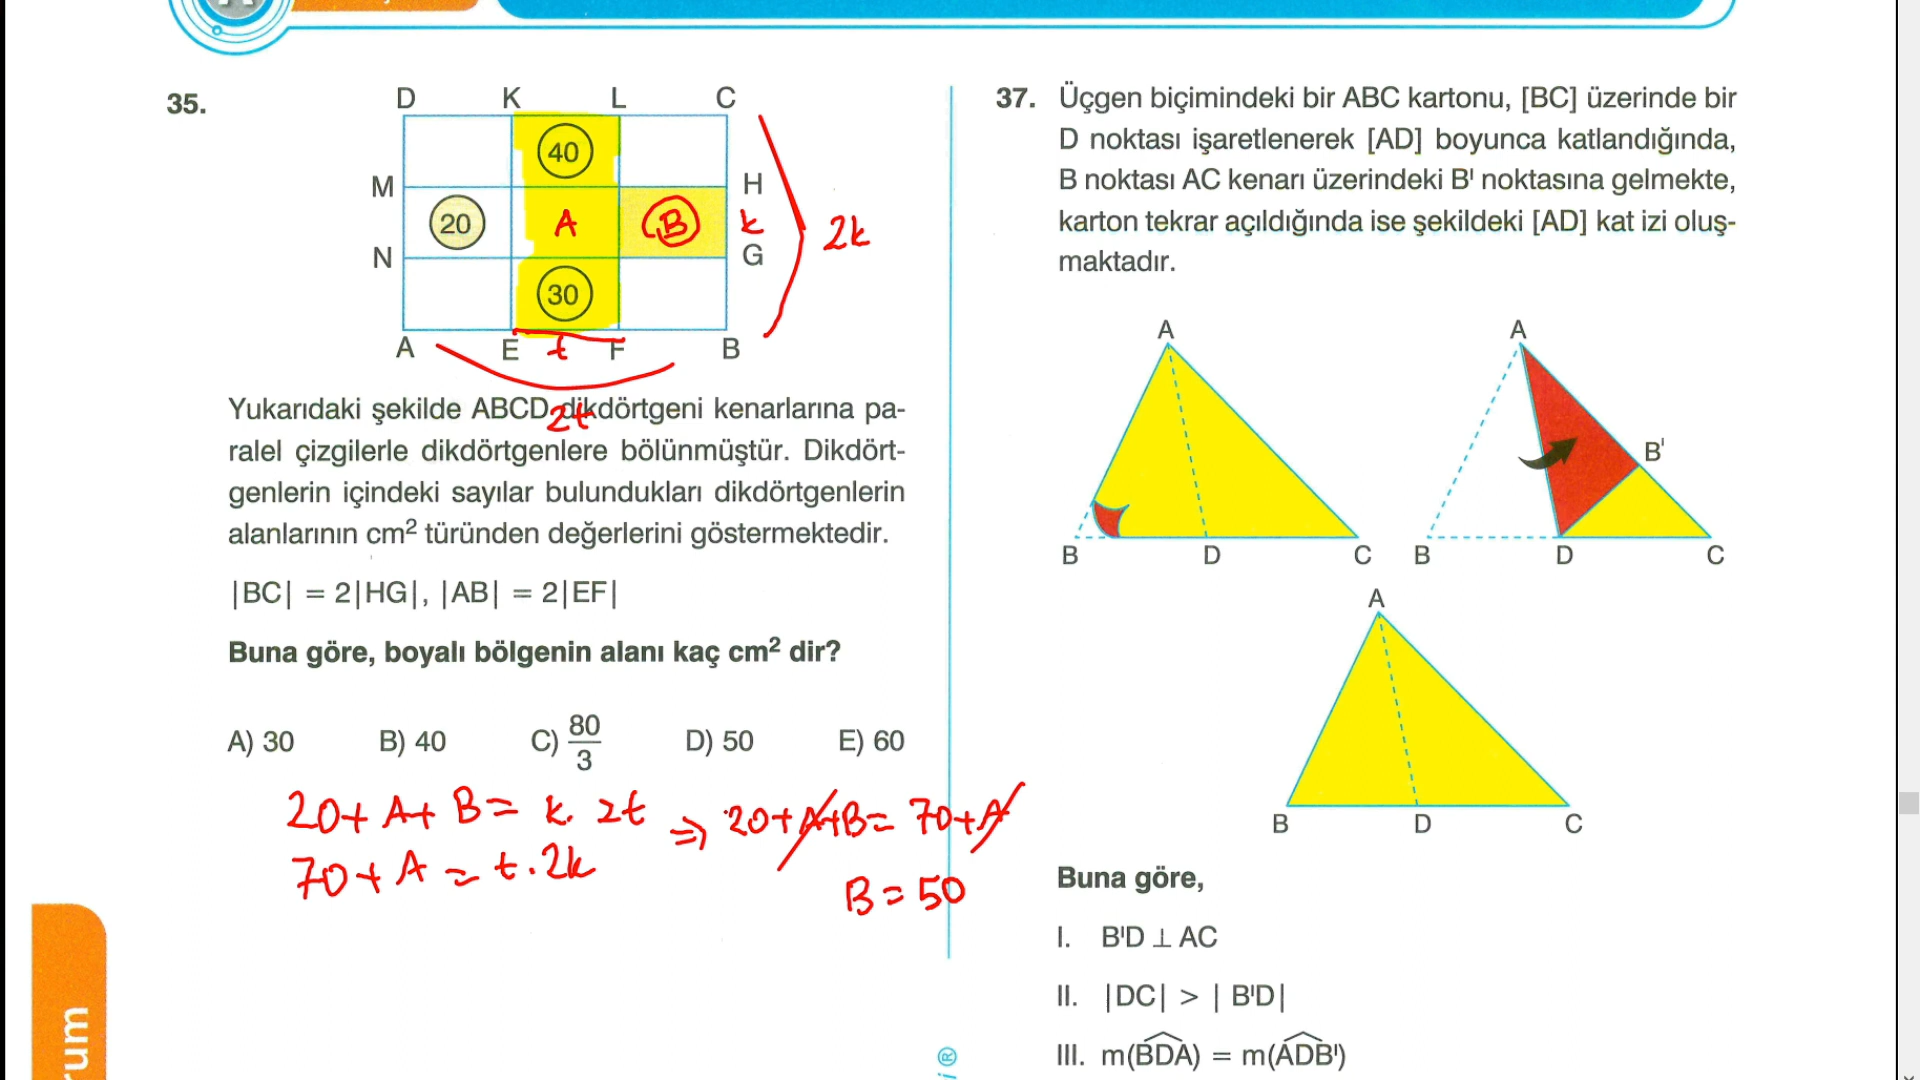 35.
D K L C
40
M H
20 A B k 2k
N G
30
A E t F B
2t
Yukarıdaki şekilde ABCD dikdörtgeni kenarlarına pa-
ralel çizgilerle dikdörtgenlere bölünmüştür. Dikdört-
genlerin içindeki sayılar bulundukları dikdörtgenlerin
alanlarının cm² türünden değerlerini göstermektedir.
|BC| = 2|HG|, |AB| = 2|EF|
Buna göre, boyalı bölgenin alanı kaç cm² dir?
A) 30 B) 40 C) 80/3 D) 50 E) 60
20+A+B= k. 2t ⇒ 20+A+B= 70+A
70+A = t.2k
B=50
rum
i®
37. Üçgen biçimindeki bir ABC kartonu, [BC] üzerinde bir
D noktası işaretlenerek [AD] boyunca katlandığında,
B noktası AC kenarı üzerindeki B' noktasına gelmekte,
karton tekrar açıldığında ise şekildeki [AD] kat izi oluş-
maktadır.
A A
B'
B D C B D C
A
B D C
Buna göre,
I. B'D ⊥ AC
II. |DC| > | B'D|
III. m(BDA) = m(ADB')